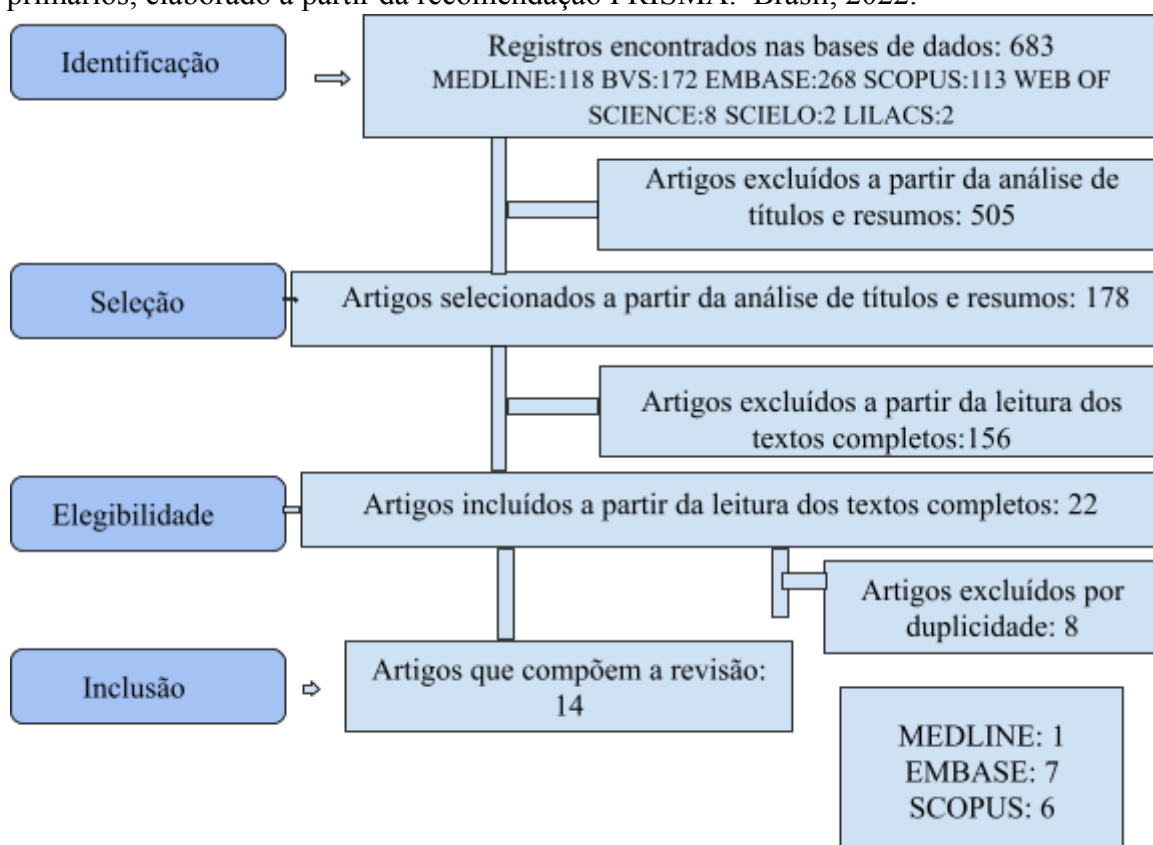 primários, elaborado a partir da recomendação PRISMA. Brasil, 2022.
Identificação
Registros encontrados nas bases de dados: 683
MEDLINE:118 BVS:172 EMBASE:268 SCOPUS:113 WEB OF
SCIENCE:8 SCIELO:2 LILACS:2
Artigos excluídos a partir da análise de
títulos e resumos: 505
Seleção
Artigos selecionados a partir da análise de títulos e resumos: 178
Artigos excluídos a partir da leitura dos
textos completos:156
Elegibilidade
Artigos incluídos a partir da leitura dos textos completos: 22
Artigos excluídos por
duplicidade: 8
Inclusão
Artigos que compõem a revisão:
14
MEDLINE: 1
EMBASE: 7
SCOPUS: 6